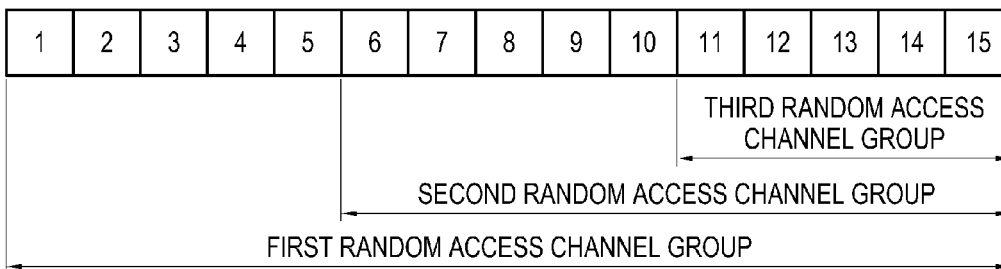 1 2 3 4 5 6 7 8 9 10 11 12 13 14 15
THIRD RANDOM ACCESS
CHANNEL GROUP
SECOND RANDOM ACCESS CHANNEL GROUP
FIRST RANDOM ACCESS CHANNEL GROUP